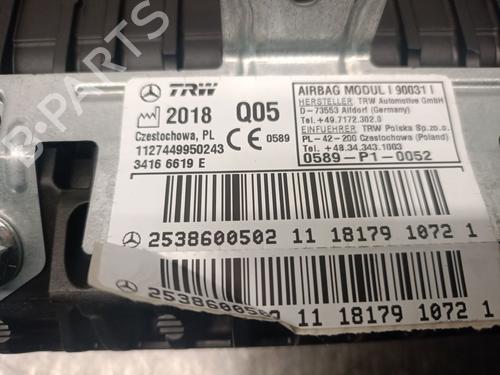 TRW
2018 Q05
Czestochowa, PL
1127449950243
0589
3416 6619 E
AIRBAG MODUL I 90031 I
HERSTELLER TRW Automotive GmbH
D-73553 Alfdorf (Germany)
Tel +49.7172.302.0
EINFUEHRER TRW Polska Sp.zo.o.
PL-42-200 Czestochowa (Poland)
Tel +48.34.343.1003
0589-P1-0052
2538600502 11 18179 1072 1
11 18179 1072 1